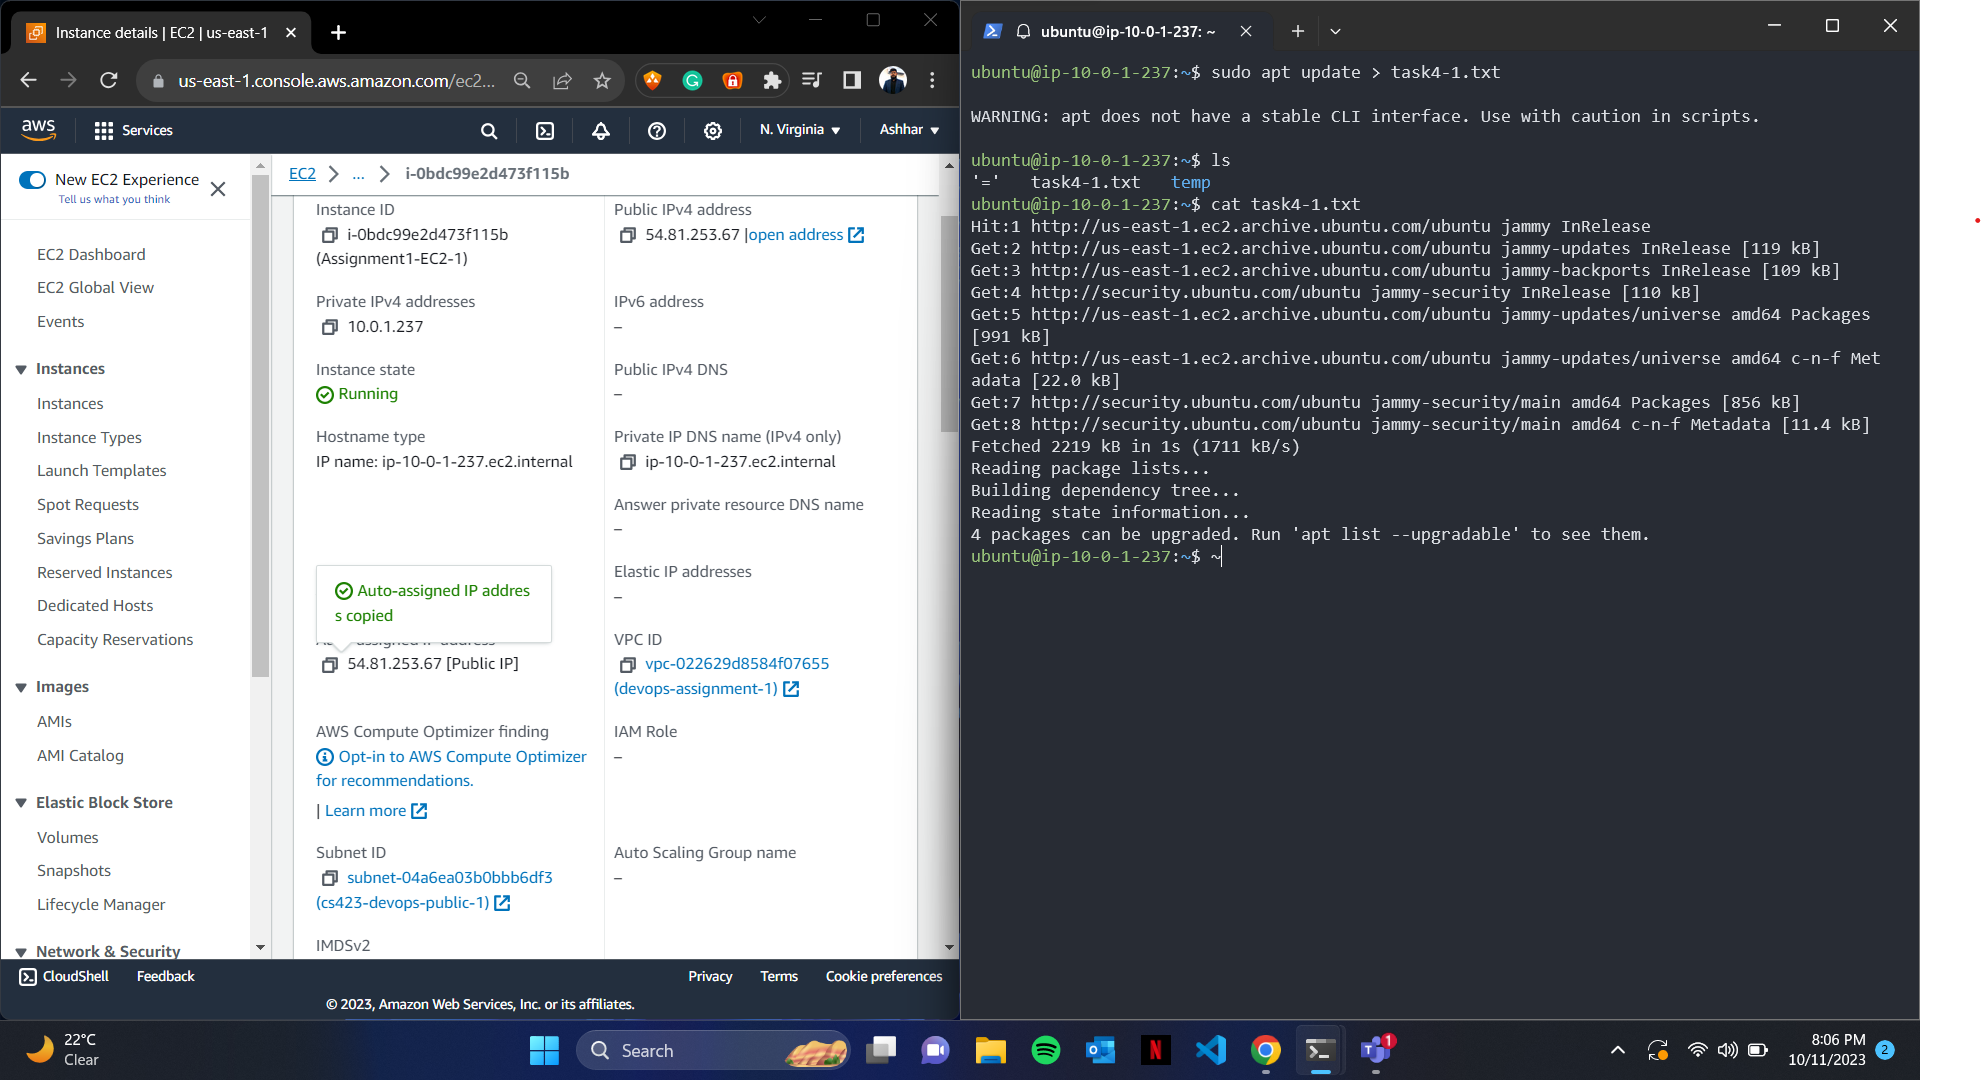 Instance details | EC2 | us-east-1
us-east-1.console.aws.amazon.com/ec2...
aws
Services
N. Virginia
Ashhar
New EC2 Experience
Tell us what you think
EC2 Dashboard
EC2 Global View
Events
Instances
Instances
Instance Types
Launch Templates
Spot Requests
Savings Plans
Reserved Instances
Dedicated Hosts
Capacity Reservations
Images
AMIs
AMI Catalog
Elastic Block Store
Volumes
Snapshots
Lifecycle Manager
Network & Security
EC2
...
i-0bdc99e2d473f115b
Instance ID
i-0bdc99e2d473f115b
(Assignment1-EC2-1)
Public IPv4 address
54.81.253.67 |open address
Private IPv4 addresses
10.0.1.237
IPv6 address
–
Instance state
Running
Public IPv4 DNS
–
Hostname type
IP name: ip-10-0-1-237.ec2.internal
Private IP DNS name (IPv4 only)
ip-10-0-1-237.ec2.internal
Answer private resource DNS name
–
Auto-assigned IP addres
s copied
Elastic IP addresses
–
54.81.253.67 [Public IP]
VPC ID
vpc-022629d8584f07655
(devops-assignment-1)
AWS Compute Optimizer finding
Opt-in to AWS Compute Optimizer
for recommendations.
| Learn more
IAM Role
–
Subnet ID
subnet-04a6ea03b0bbb6df3
(cs423-devops-public-1)
Auto Scaling Group name
–
IMDSv2
CloudShell
Feedback
Privacy
Terms
Cookie preferences
© 2023, Amazon Web Services, Inc. or its affiliates.
ubuntu@ip-10-0-1-237: ~
ubuntu@ip-10-0-1-237:~$ sudo apt update > task4-1.txt
WARNING: apt does not have a stable CLI interface. Use with caution in scripts.
ubuntu@ip-10-0-1-237:~$ ls
'='   task4-1.txt   temp
ubuntu@ip-10-0-1-237:~$ cat task4-1.txt
Hit:1 http://us-east-1.ec2.archive.ubuntu.com/ubuntu jammy InRelease
Get:2 http://us-east-1.ec2.archive.ubuntu.com/ubuntu jammy-updates InRelease [119 kB]
Get:3 http://us-east-1.ec2.archive.ubuntu.com/ubuntu jammy-backports InRelease [109 kB]
Get:4 http://security.ubuntu.com/ubuntu jammy-security InRelease [110 kB]
Get:5 http://us-east-1.ec2.archive.ubuntu.com/ubuntu jammy-updates/universe amd64 Packages
[991 kB]
Get:6 http://us-east-1.ec2.archive.ubuntu.com/ubuntu jammy-updates/universe amd64 c-n-f Met
adata [22.0 kB]
Get:7 http://security.ubuntu.com/ubuntu jammy-security/main amd64 Packages [856 kB]
Get:8 http://security.ubuntu.com/ubuntu jammy-security/main amd64 c-n-f Metadata [11.4 kB]
Fetched 2219 kB in 1s (1711 kB/s)
Reading package lists...
Building dependency tree...
Reading state information...
4 packages can be upgraded. Run 'apt list --upgradable' to see them.
ubuntu@ip-10-0-1-237:~$ ~
22°C
Clear
Search
N
1
8:06 PM
10/11/2023
2